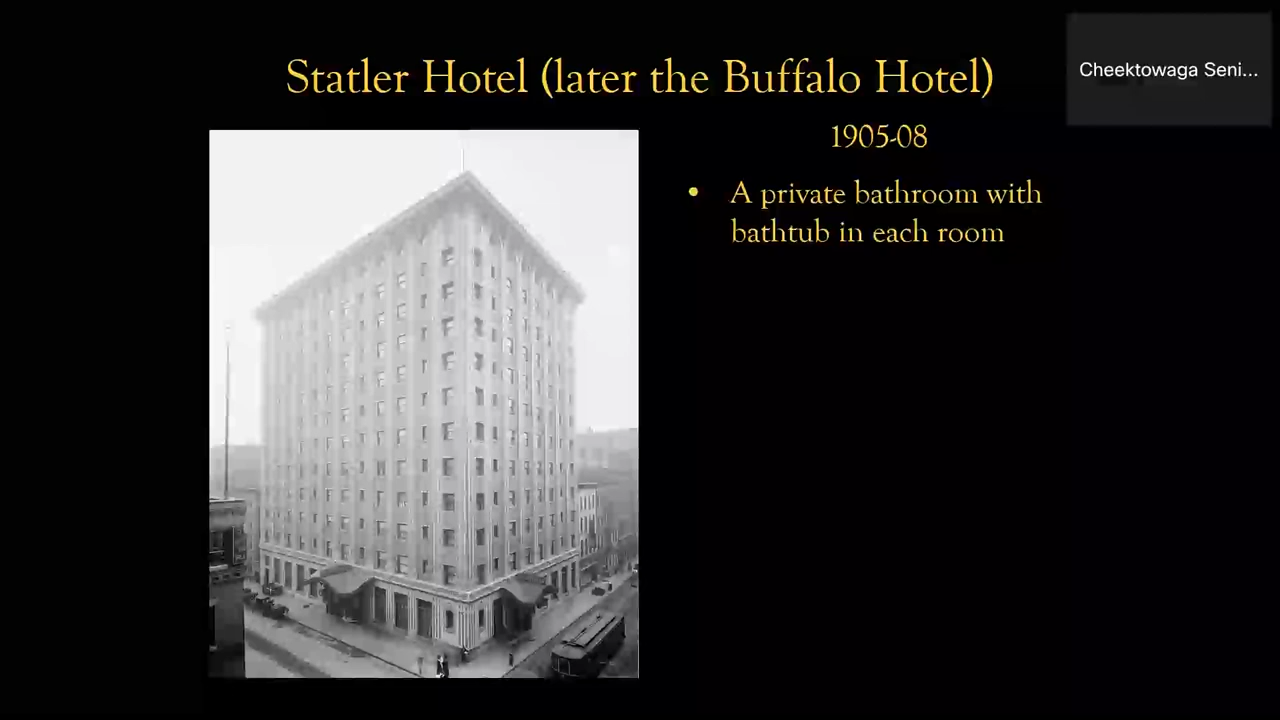 Statler Hotel (later the Buffalo Hotel)
Cheektowaga Seni...
1905-08
• A private bathroom with
bathtub in each room